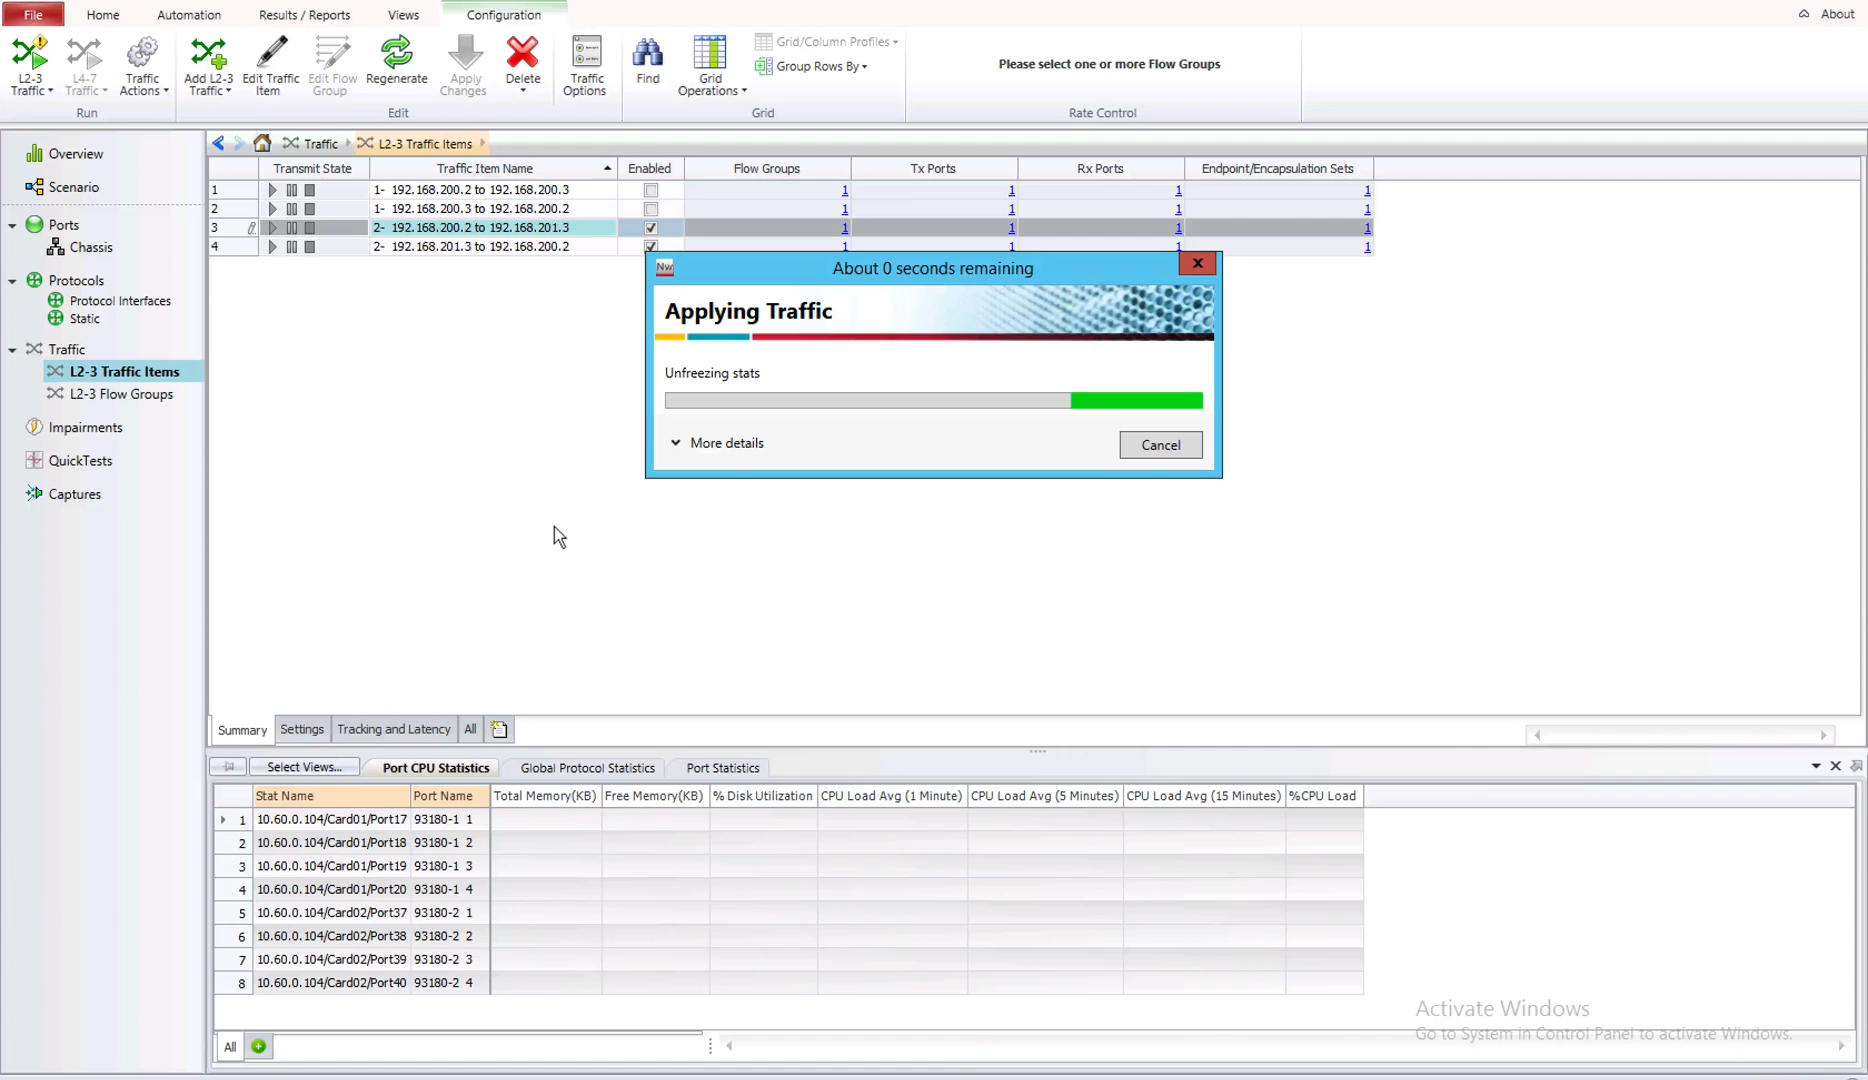 File Home Automation Results / Reports Views Configuration About
L2-3 Traffic L4-7 Traffic Traffic Actions Add L2-3 Traffic Edit Traffic Item Edit Flow Group Regenerate Apply Changes Delete Traffic Options Find Grid Operations
Grid/Column Profiles
Group Rows By
Please select one or more Flow Groups
Run Edit Grid Rate Control
Overview
Scenario
Ports
Chassis
Protocols
Protocol Interfaces
Static
Traffic
L2-3 Traffic Items
L2-3 Flow Groups
Impairments
QuickTests
Captures
Traffic L2-3 Traffic Items
Transmit State Traffic Item Name Enabled Flow Groups Tx Ports Rx Ports Endpoint/Encapsulation Sets
1 1- 192.168.200.2 to 192.168.200.3 1 1 1 1
2 1- 192.168.200.3 to 192.168.200.2 1 1 1 1
3 2- 192.168.200.2 to 192.168.201.3 1 1 1 1
4 2- 192.168.201.3 to 192.168.200.2 1 1 1 1
Nw About 0 seconds remaining
Applying Traffic
Unfreezing stats
More details Cancel
Summary Settings Tracking and Latency All
Select Views... Port CPU Statistics Global Protocol Statistics Port Statistics
Stat Name Port Name Total Memory(KB) Free Memory(KB) % Disk Utilization CPU Load Avg (1 Minute) CPU Load Avg (5 Minutes) CPU Load Avg (15 Minutes) %CPU Load
1 10.60.0.104/Card01/Port17 93180-1 1
2 10.60.0.104/Card01/Port18 93180-1 2
3 10.60.0.104/Card01/Port19 93180-1 3
4 10.60.0.104/Card01/Port20 93180-1 4
5 10.60.0.104/Card02/Port37 93180-2 1
6 10.60.0.104/Card02/Port38 93180-2 2
7 10.60.0.104/Card02/Port39 93180-2 3
8 10.60.0.104/Card02/Port40 93180-2 4
Activate Windows
Go to System in Control Panel to activate Windows.
All